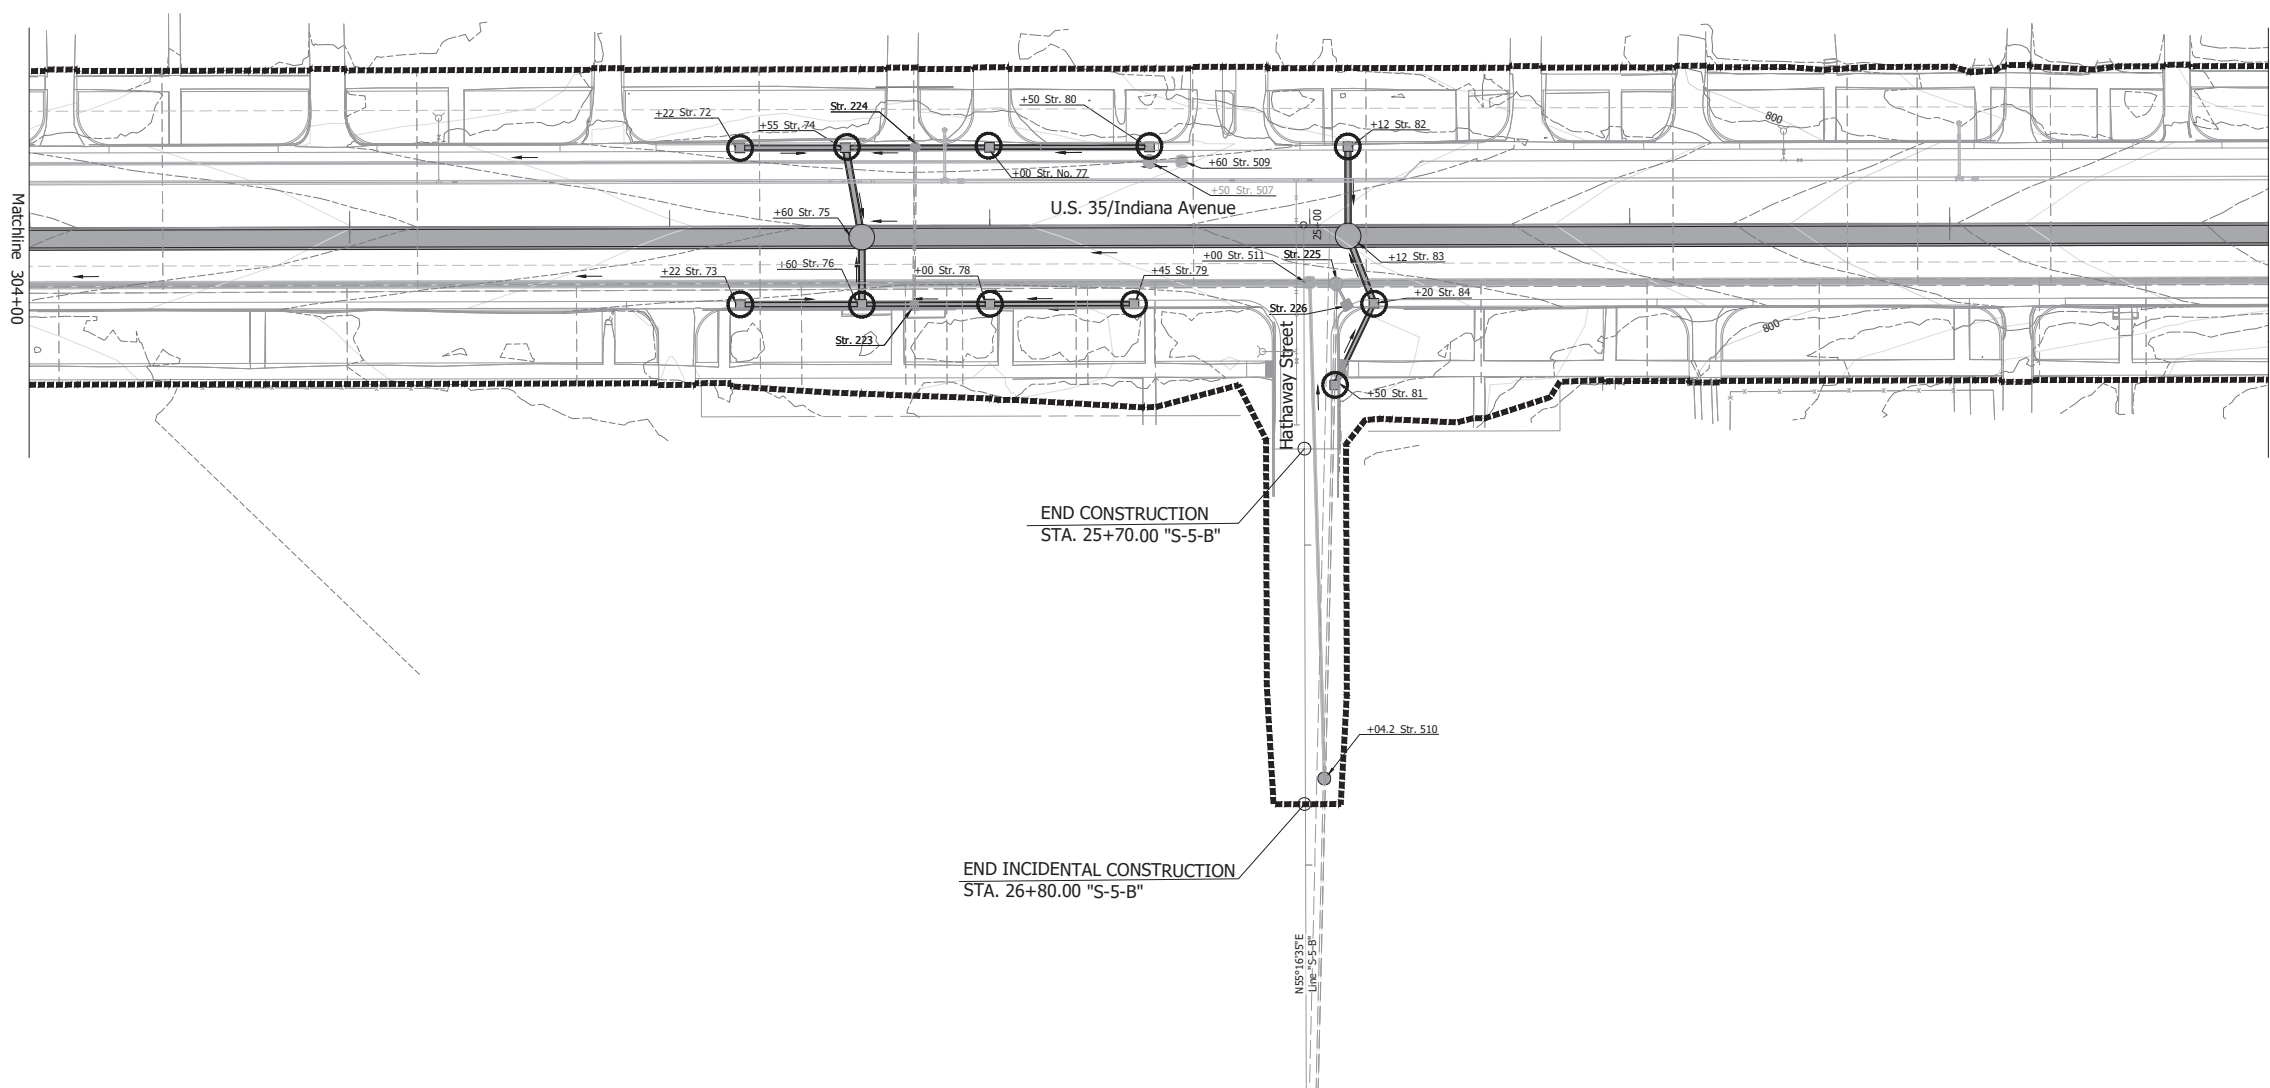 800
+50 Str. 80
Str. 224
+22 Str. 72
+55 Str. 74
+12 Str. 82
+60 Str. 509
+00 Str. No. 77
+50 Str. 507
U.S. 35/Indiana Avenue
+60 Str. 75
25+00
Matchline 304+00
+00 Str. 511
Str. 225
+12 Str. 83
+22 Str. 73
+60 Str. 76
+00 Str. 78
+45 Str. 79
+20 Str. 84
Str. 226
800
Str. 223
Hathaway Street
+50 Str. 81
END CONSTRUCTION
STA. 25+70.00 "S-5-B"
+04.2 Str. 510
END INCIDENTAL CONSTRUCTION
STA. 26+80.00 "S-5-B"
N55°16'35"E
Line "S-5-B"